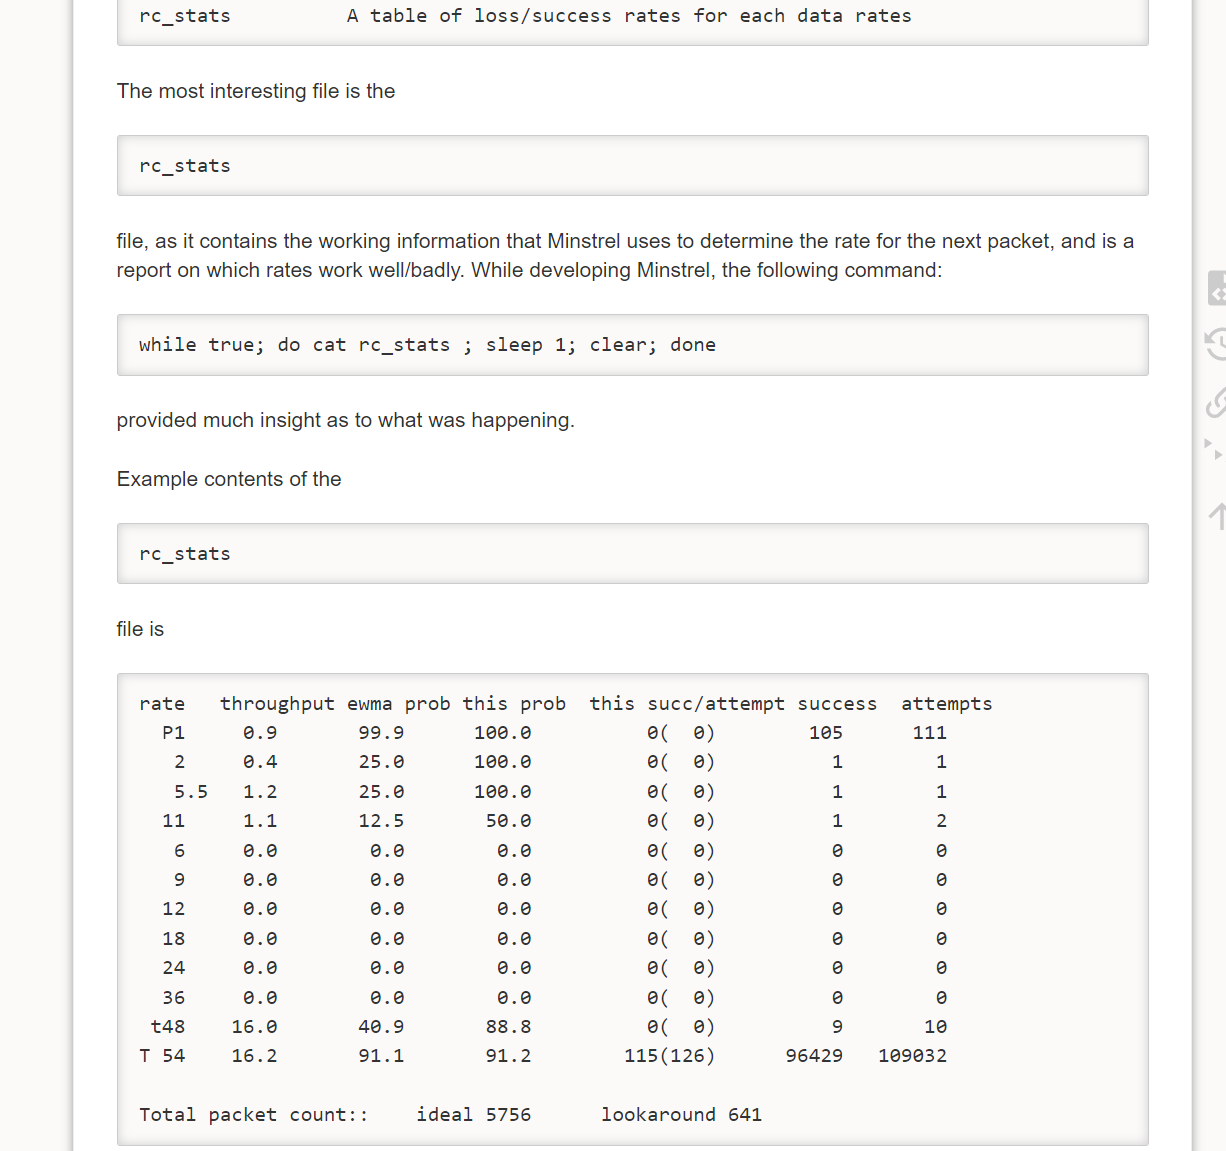 rc_stats          A table of loss/success rates for each data rates
The most interesting file is the
rc_stats
file, as it contains the working information that Minstrel uses to determine the rate for the next packet, and is a
report on which rates work well/badly. While developing Minstrel, the following command:
while true; do cat rc_stats ; sleep 1; clear; done
provided much insight as to what was happening.
Example contents of the
rc_stats
file is
rate   throughput ewma prob this prob  this succ/attempt success  attempts
  P1     0.9       99.9      100.0          0(  0)        105      111
   2     0.4       25.0      100.0          0(  0)          1        1
   5.5   1.2       25.0      100.0          0(  0)          1        1
  11     1.1       12.5       50.0          0(  0)          1        2
   6     0.0        0.0        0.0          0(  0)          0        0
   9     0.0        0.0        0.0          0(  0)          0        0
  12     0.0        0.0        0.0          0(  0)          0        0
  18     0.0        0.0        0.0          0(  0)          0        0
  24     0.0        0.0        0.0          0(  0)          0        0
  36     0.0        0.0        0.0          0(  0)          0        0
 t48    16.0       40.9       88.8          0(  0)          9       10
T 54    16.2       91.1       91.2        115(126)      96429   109032
Total packet count::    ideal 5756      lookaround 641